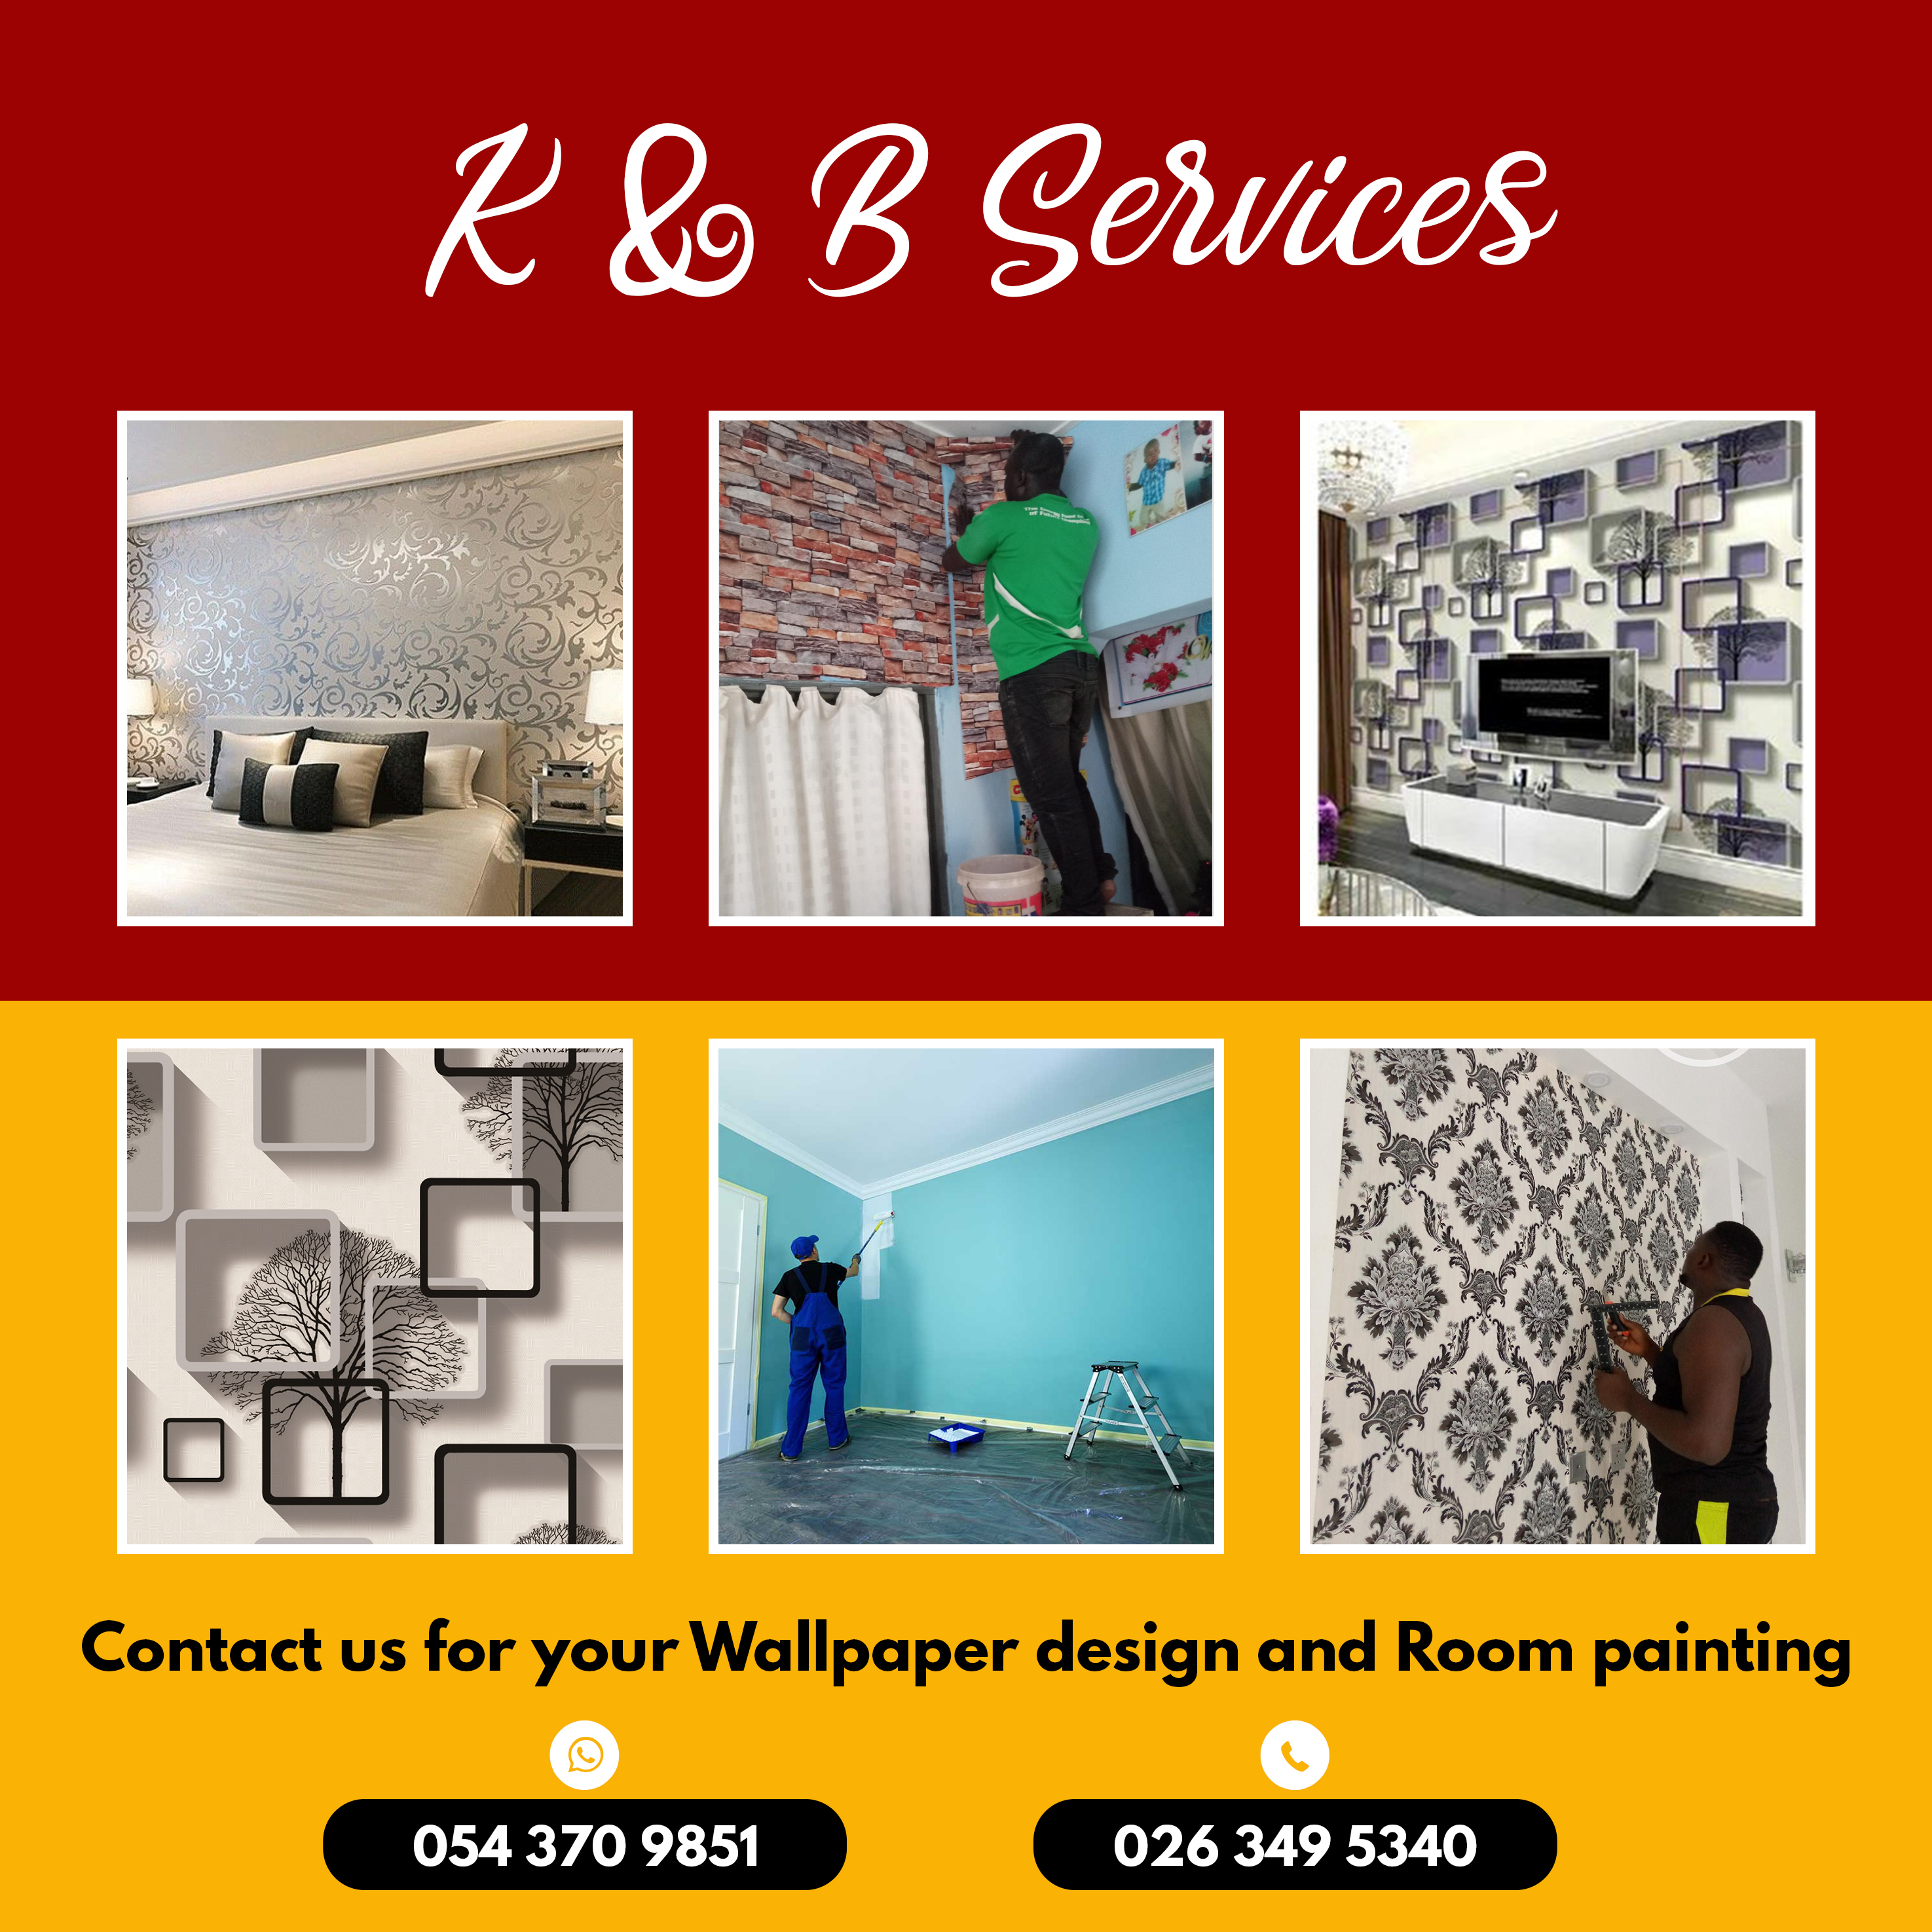 K & B Services
Contact us for your Wallpaper design and Room painting
054 370 9851
026 349 5340